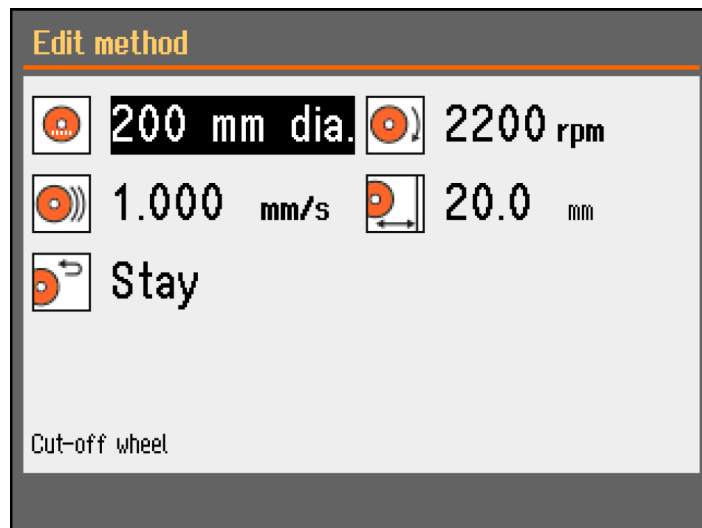 Edit method
200 mm dia. 2200 rpm
1.000 mm/s 20.0 mm
Stay
Cut-off wheel